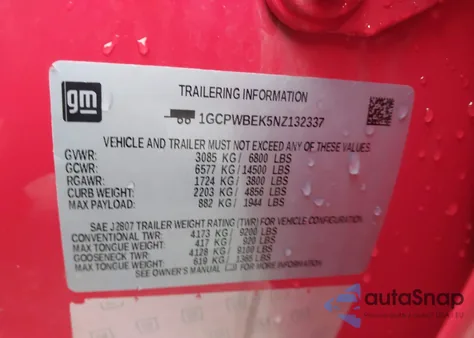 gm
TRAILERING INFORMATION
1GCPWBEK5NZ132337
VEHICLE AND TRAILER MUST NOT EXCEED ANY OF THESE VALUES
GVWR: 3085 KG/ 6800 LBS
GCWR: 6577 KG/14500 LBS
RGAWR: 1724 KG/ 3800 LBS
CURB WEIGHT: 2203 KG/ 4856 LBS
MAX PAYLOAD: 882 KG/ 1944 LBS
SAE J2807 TRAILER WEIGHT RATING (TWR) FOR VEHICLE CONFIGURATION
CONVENTIONAL TWR: 4173 KG/ 9200 LBS
MAX TONGUE WEIGHT: 417 KG/ 920 LBS
GOOSENECK TWR: 4128 KG/ 9100 LBS
MAX TONGUE WEIGHT: 619 KG/ 1365 LBS
SEE OWNER'S MANUAL
autaSnap